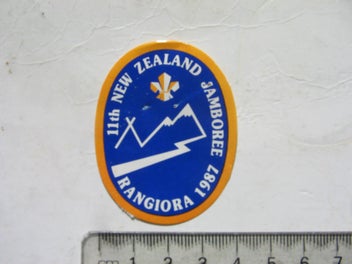 11th NEW ZEALAND JAMBOREE
RANGIORA 1987
1 2 3 4 5 6 7